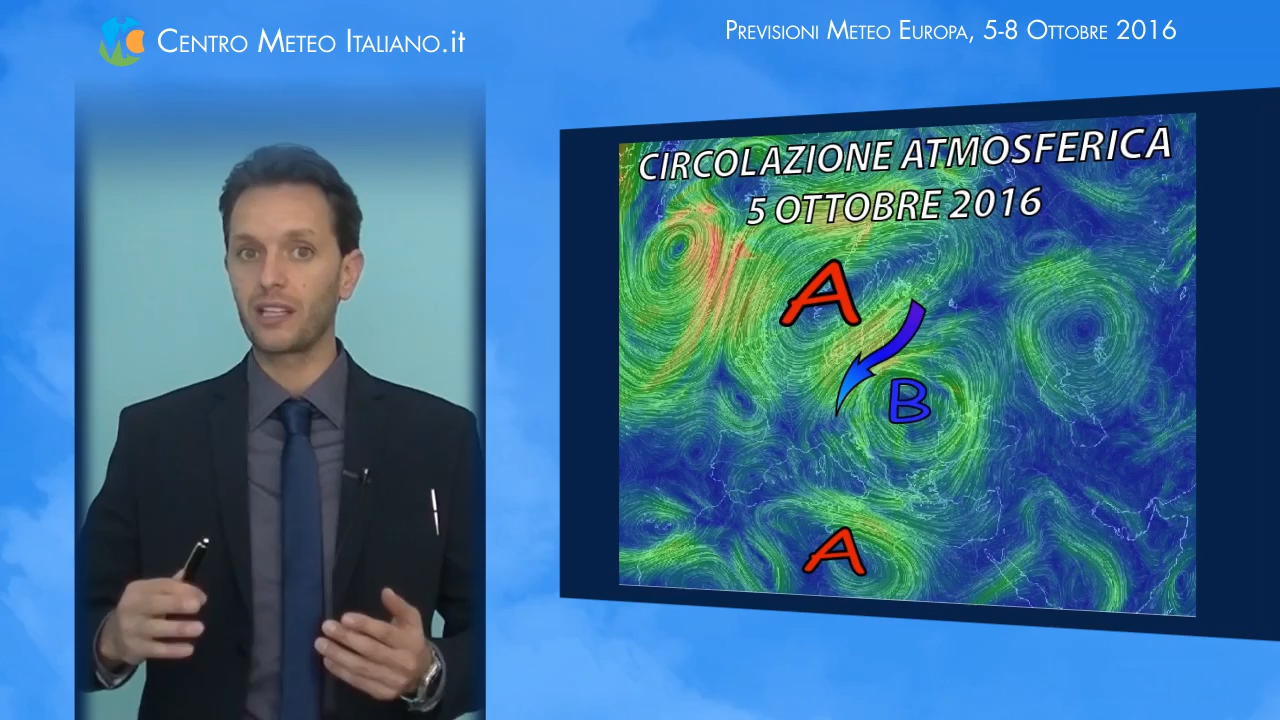 Centro Meteo Italiano.it
Previsioni Meteo Europa, 5-8 Ottobre 2016
CIRCOLAZIONE ATMOSFERICA
5 OTTOBRE 2016
A
B
A